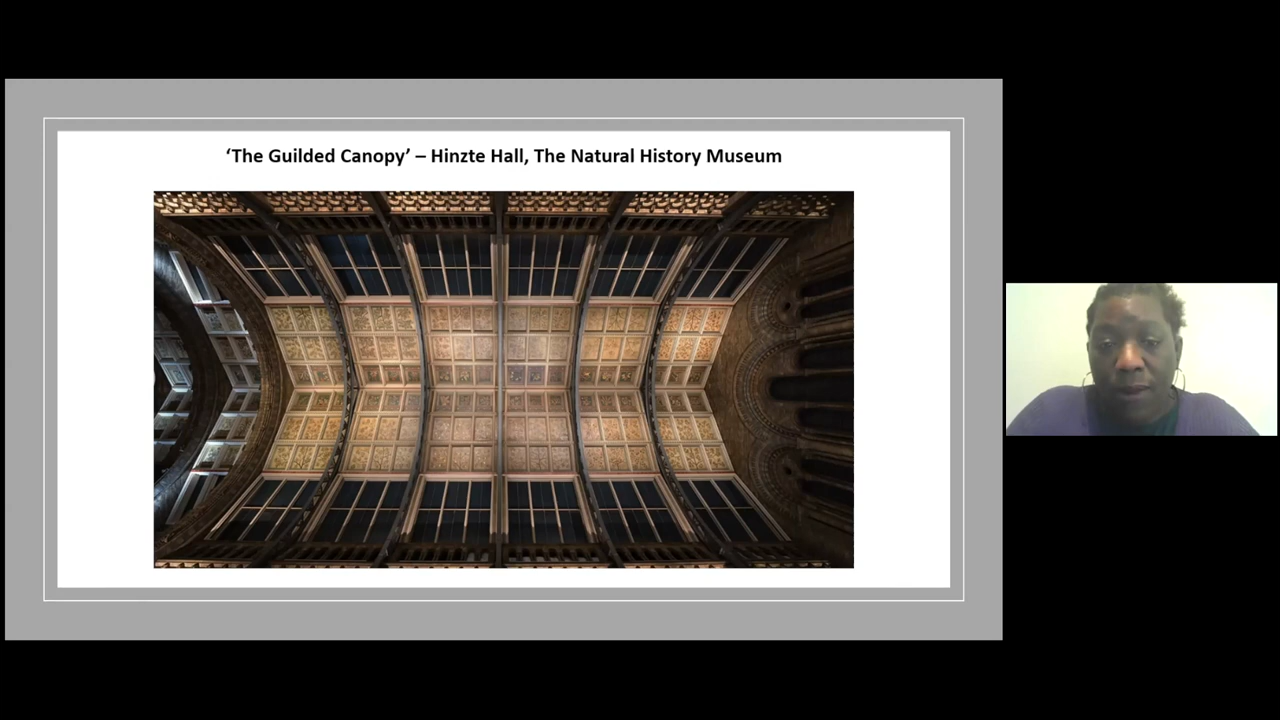 ‘The Guilded Canopy’ – Hinzte Hall, The Natural History Museum